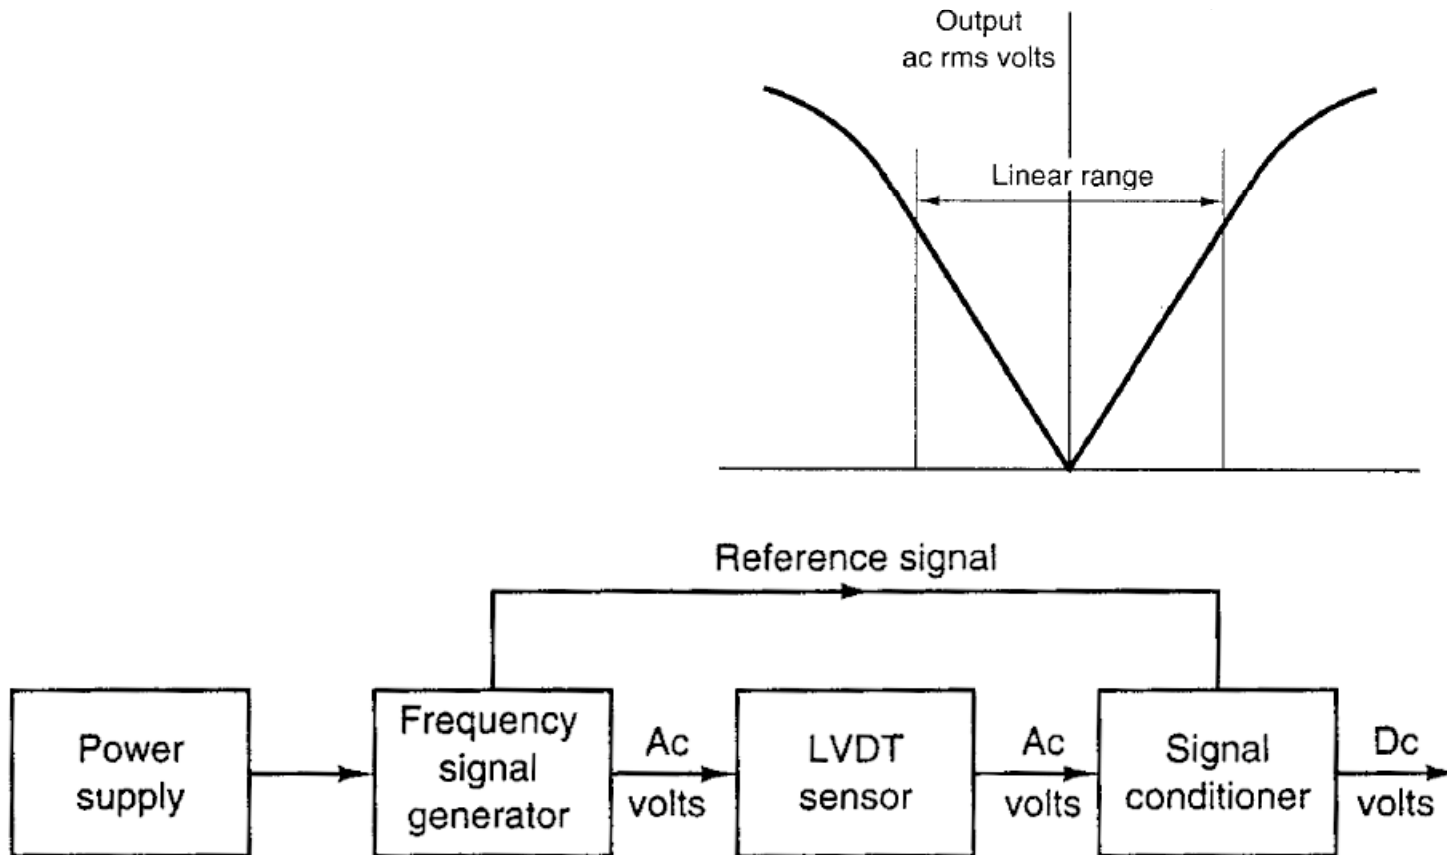 Output
ac rms volts
Linear range
Reference signal
Power
supply
Frequency
signal
generator
Ac
volts
LVDT
sensor
Ac
volts
Signal
conditioner
Dc
volts